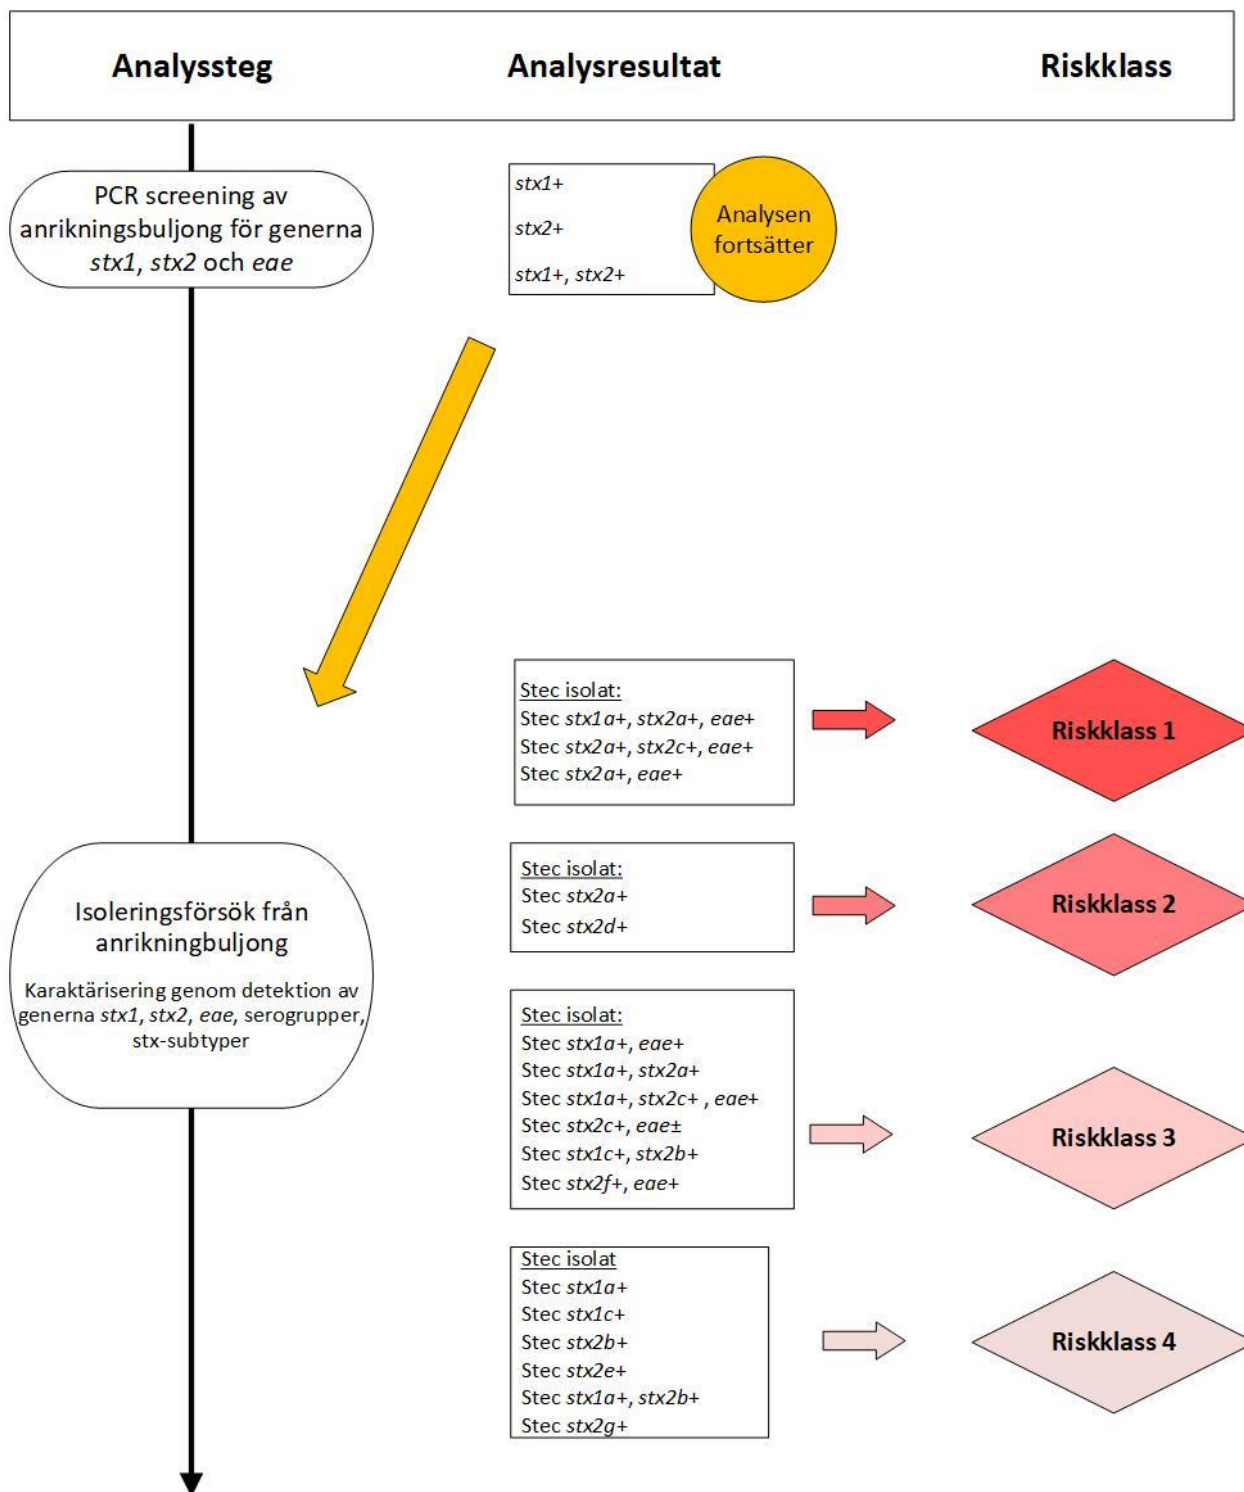 Analyssteg
Analysresultat
Riskklass
PCR screening av
anrikningsbuljong för generna
stx1, stx2 och eae
stx1+
stx2+
stx1+, stx2+
Analysen
fortsätter
Stec isolat:
Stec stx1a+, stx2a+, eae+
Stec stx2a+, stx2c+, eae+
Stec stx2a+, eae+
Riskklass 1
Stec isolat:
Stec stx2a+
Stec stx2d+
Riskklass 2
Isoleringsförsök från
anrikningbuljong
Karaktärisering genom detektion av
generna stx1, stx2, eae, serogrupper,
stx-subtyper
Stec isolat:
Stec stx1a+, eae+
Stec stx1a+, stx2a+
Stec stx1a+, stx2c+ , eae+
Stec stx2c+, eae±
Stec stx1c+, stx2b+
Stec stx2f+, eae+
Riskklass 3
Stec isolat
Stec stx1a+
Stec stx1c+
Stec stx2b+
Stec stx2e+
Stec stx1a+, stx2b+
Stec stx2g+
Riskklass 4